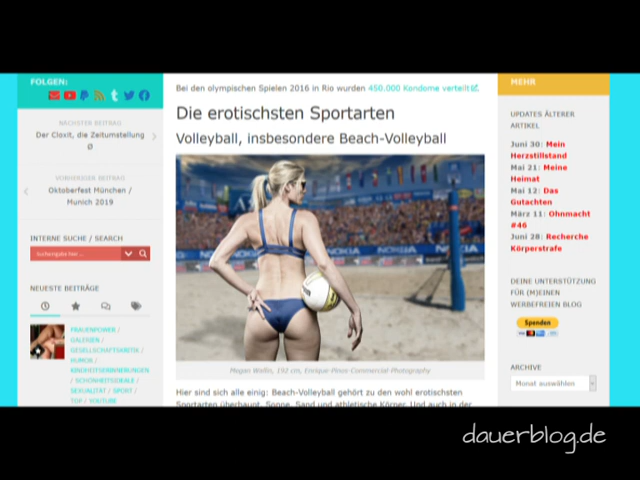 FOLGEN:
NÄCHSTER BEITRAG
Der Cloxit, die Zeitumstellung
Ø
VORHERIGER BEITRAG
Oktoberfest München /
Munich 2019
INTERNE SUCHE / SEARCH
Suchergebnis hier ...
NEUESTE BEITRÄGE
FRAUENPOWER /
GALERIEN /
GESELLSCHAFTSKRITIK /
HUMOR /
KINDHEITSERINNERUNGEN
/ SCHÖNHEITSIDEALE /
SEXUALITÄT / SPORT /
TOP / YOUTUBE
Bei den olympischen Spielen 2016 in Rio wurden 450.000 Kondome verteilt
Die erotischsten Sportarten
Volleyball, insbesondere Beach-Volleyball
NOKIA
NOKIA
Megan Wallin, 192 cm, Enrique-Pinos Commercial-Photography
Hier sind sich alle einig: Beach-Volleyball gehört zu den wohl erotischsten
Sportarten überhaupt. Sonne, Sand und athletische Körper. Und auch in der
MEHR
UPDATES ÄLTERER
ARTIKEL
Juni 30: Mein
Herzstillstand
Mai 21: Meine
Heimat
Mai 12: Das
Gutachten
März 11: Ohnmacht
#46
Juni 28: Recherche
Körperstrafe
DEINE UNTERSTÜTZUNG
FÜR (M)EINEN
WERBEFREIEN BLOG
Spenden
ARCHIVE
Monat auswählen
dauerblog.de